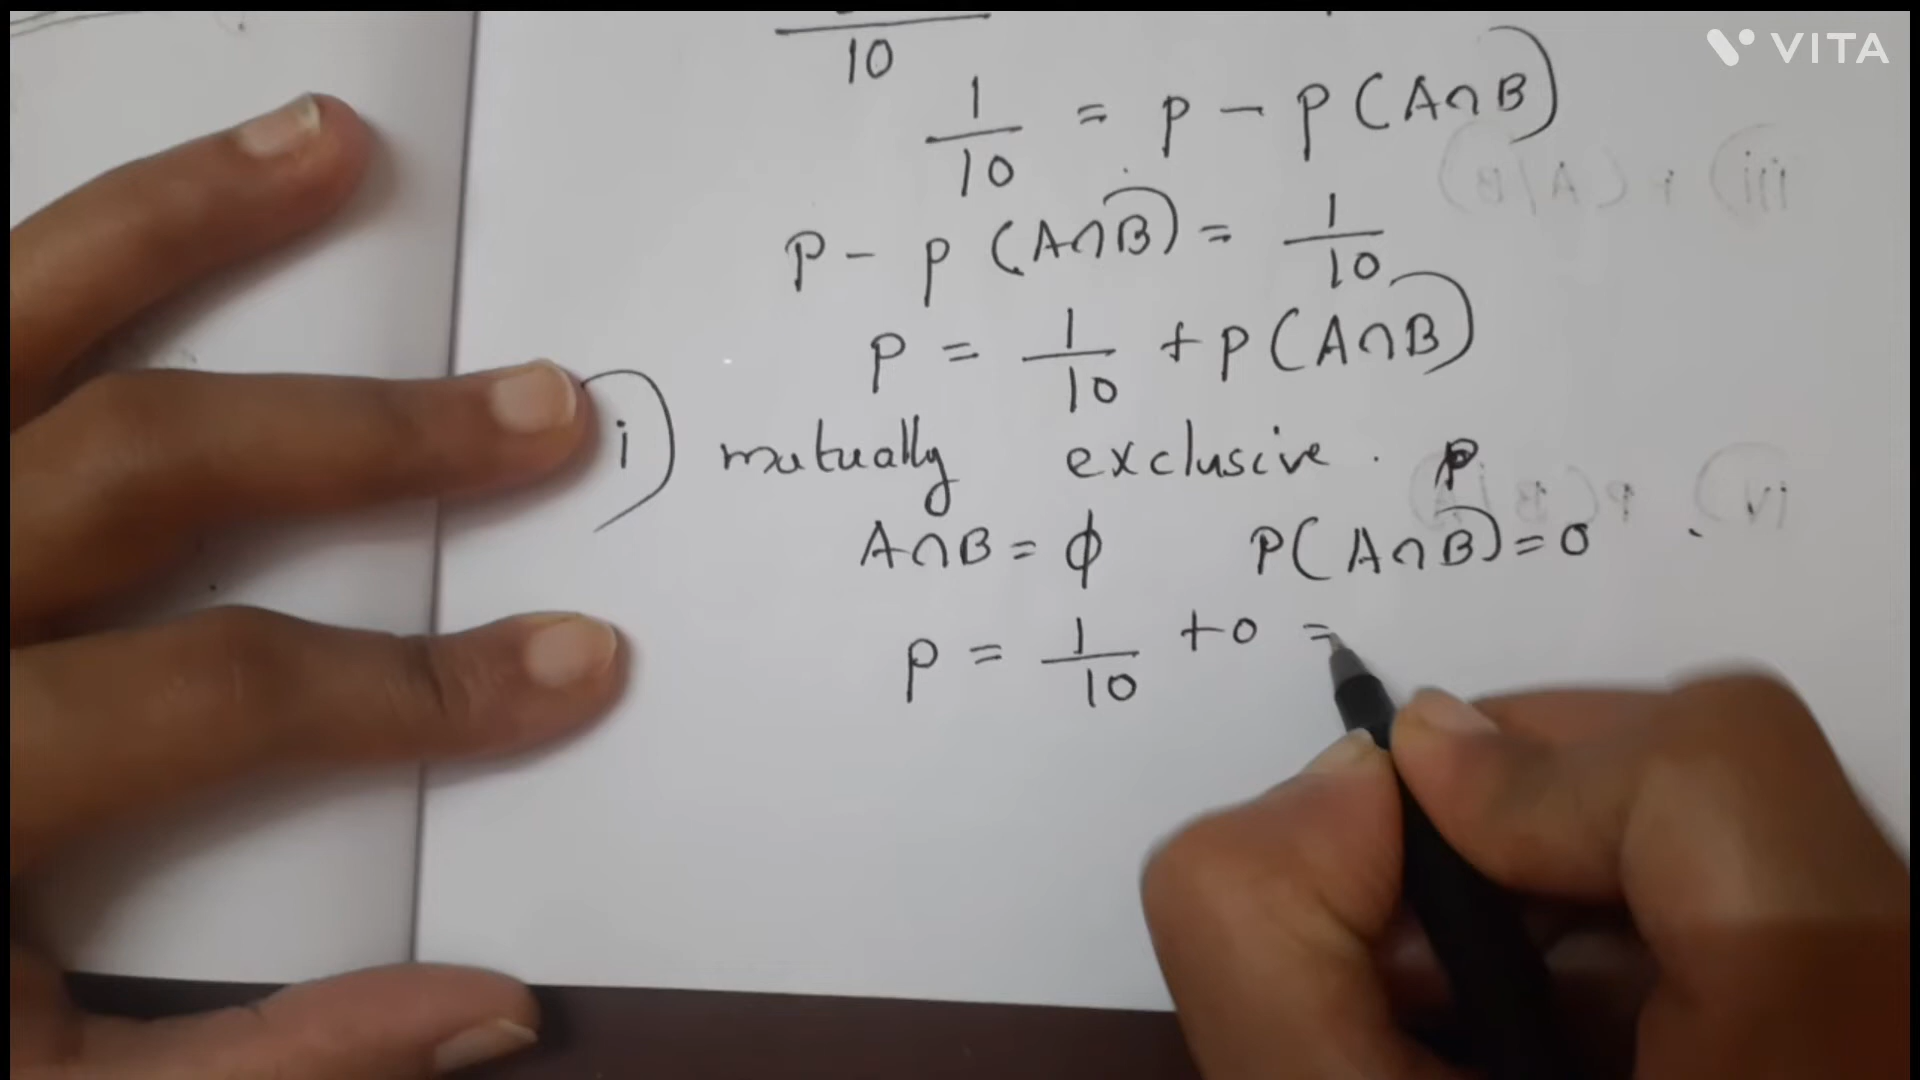 VITA
10
1/10 = p - p(A∩B)
p - p(A∩B) = 1/10
p = 1/10 + p(A∩B)
i) mutually exclusive. p
A∩B = ϕ P(A∩B) = 0
p = 1/10 + 0 =